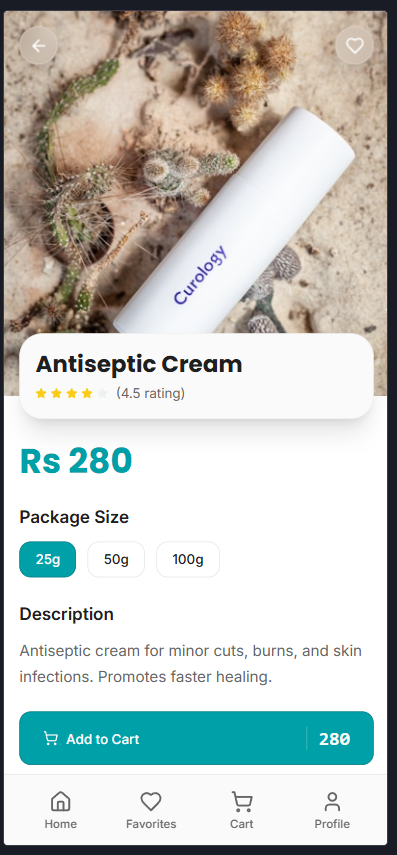 Curology
Antiseptic Cream
(4.5 rating)
Rs 280
Package Size
25g 50g 100g
Description
Antiseptic cream for minor cuts, burns, and skin
infections. Promotes faster healing.
Add to Cart 280
Home Favorites Cart Profile